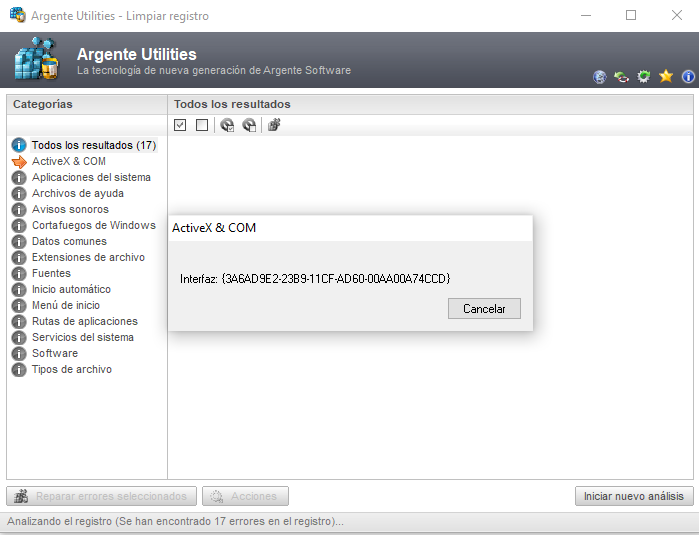 Argente Utilities - Limpiar registro
Argente Utilities
La tecnología de nueva generación de Argente Software
Categorías
Todos los resultados
Todos los resultados (17)
ActiveX & COM
Aplicaciones del sistema
Archivos de ayuda
Avisos sonoros
Cortafuegos de Windows
Datos comunes
Extensiones de archivo
Fuentes
Inicio automático
Menú de inicio
Rutas de aplicaciones
Servicios del sistema
Software
Tipos de archivo
ActiveX & COM
Interfaz: {3A6AD9E2-23B9-11CF-AD60-00AA00A74CCD}
Cancelar
Reparar errores seleccionados
Acciones
Iniciar nuevo análisis
Analizando el registro (Se han encontrado 17 errores en el registro)...